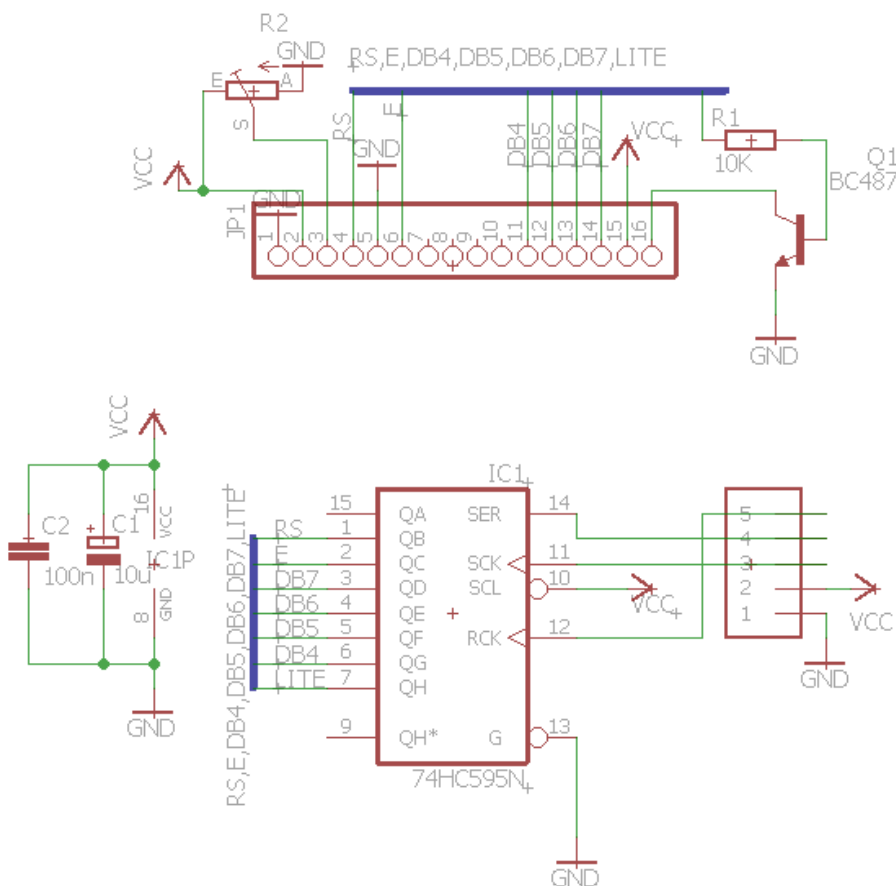 R2
GND
RS,E,DB4,DB5,DB6,DB7,LITE
E
A
S
RS
E
GND
DB4
DB5
DB6
DB7
VCC
R1
10K
Q1
BC487
VCC
JP1
GND
1
2
3
4
5
6
7
8
9
10
11
12
13
14
15
16
GND
VCC
C2
100n
C1
10u
16
VCC
IC1P
GND
8
GND
RS,E,DB4,DB5,DB6,DB7,LITE
IC1
RS
15
QA
SER
14
1
QB
E
2
QC
SCK
11
DB7
3
QD
SCL
10
VCC
DB6
4
QE
DB5
5
QF
RCK
12
DB4
6
QG
LITE
7
QH
9
QH*
G
13
74HC595N
GND
5
4
3
2
1
VCC
GND